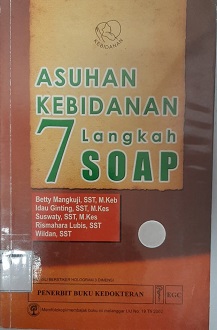 KEBIDANAN
ASUHAN
KEBIDANAN
7 Langkah
SOAP
Betty Mangkuji, SST, M.Keb
Idau Ginting, SST, M.Kes
Suswaty, SST, M.Kes
Rismahara Lubis, SST
Wildan, SST
PENERBIT BUKU KEDOKTERAN
EGC